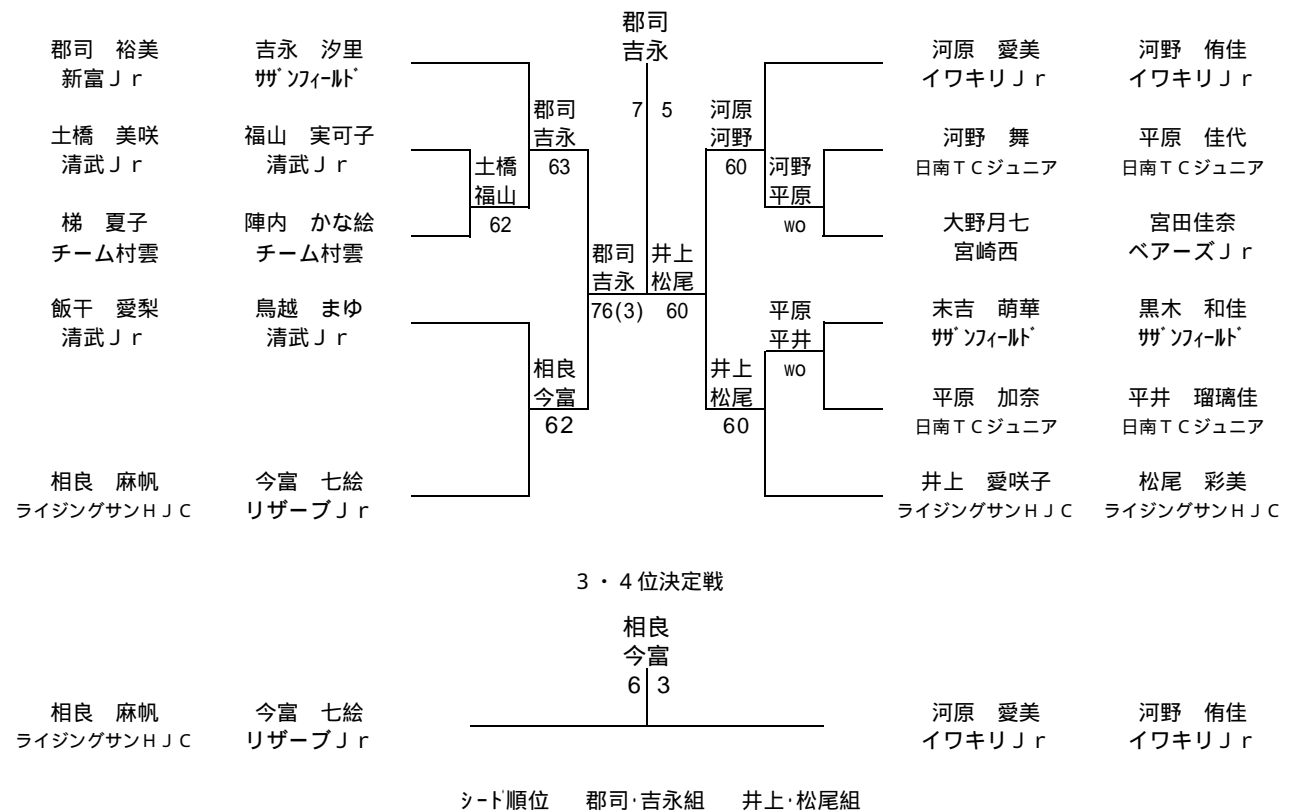 郡司
吉永
郡司　裕美 吉永　汐里 河原　愛美 河野　侑佳
新富Ｊｒ ｻｻﾞﾝﾌｨｰﾙﾄﾞ イワキリＪｒ イワキリＪｒ
郡司 7 5 河原
土橋　美咲 福山　実可子 吉永 河野 河野　舞 平原　佳代
清武Ｊｒ 清武Ｊｒ 土橋 63 60 河野 日南ＴＣジュニア 日南ＴＣジュニア
福山 平原
梯　夏子 陣内　かな絵 62 wo 大野月七 宮田佳奈
チーム村雲 チーム村雲 郡司 井上 宮崎西 ベアーズＪｒ
吉永 松尾
飯干　愛梨 鳥越　まゆ 76(3) 60 平原 末吉　萌華 黒木　和佳
清武Ｊｒ 清武Ｊｒ 平井 ｻｻﾞﾝﾌｨｰﾙﾄﾞ ｻｻﾞﾝﾌｨｰﾙﾄﾞ
相良 井上 wo
今富 松尾 平原　加奈 平井　瑠璃佳
62 60 日南ＴＣジュニア 日南ＴＣジュニア
相良　麻帆 今富　七絵 井上　愛咲子 松尾　彩美
ライジングサンＨＪＣ リザーブＪｒ ライジングサンＨＪＣ ライジングサンＨＪＣ
３・４位決定戦
相良
今富
6 3
相良　麻帆 今富　七絵 河原　愛美 河野　侑佳
ライジングサンＨＪＣ リザーブＪｒ イワキリＪｒ イワキリＪｒ
ｼｰﾄﾞ順位 郡司･吉永組 井上･松尾組